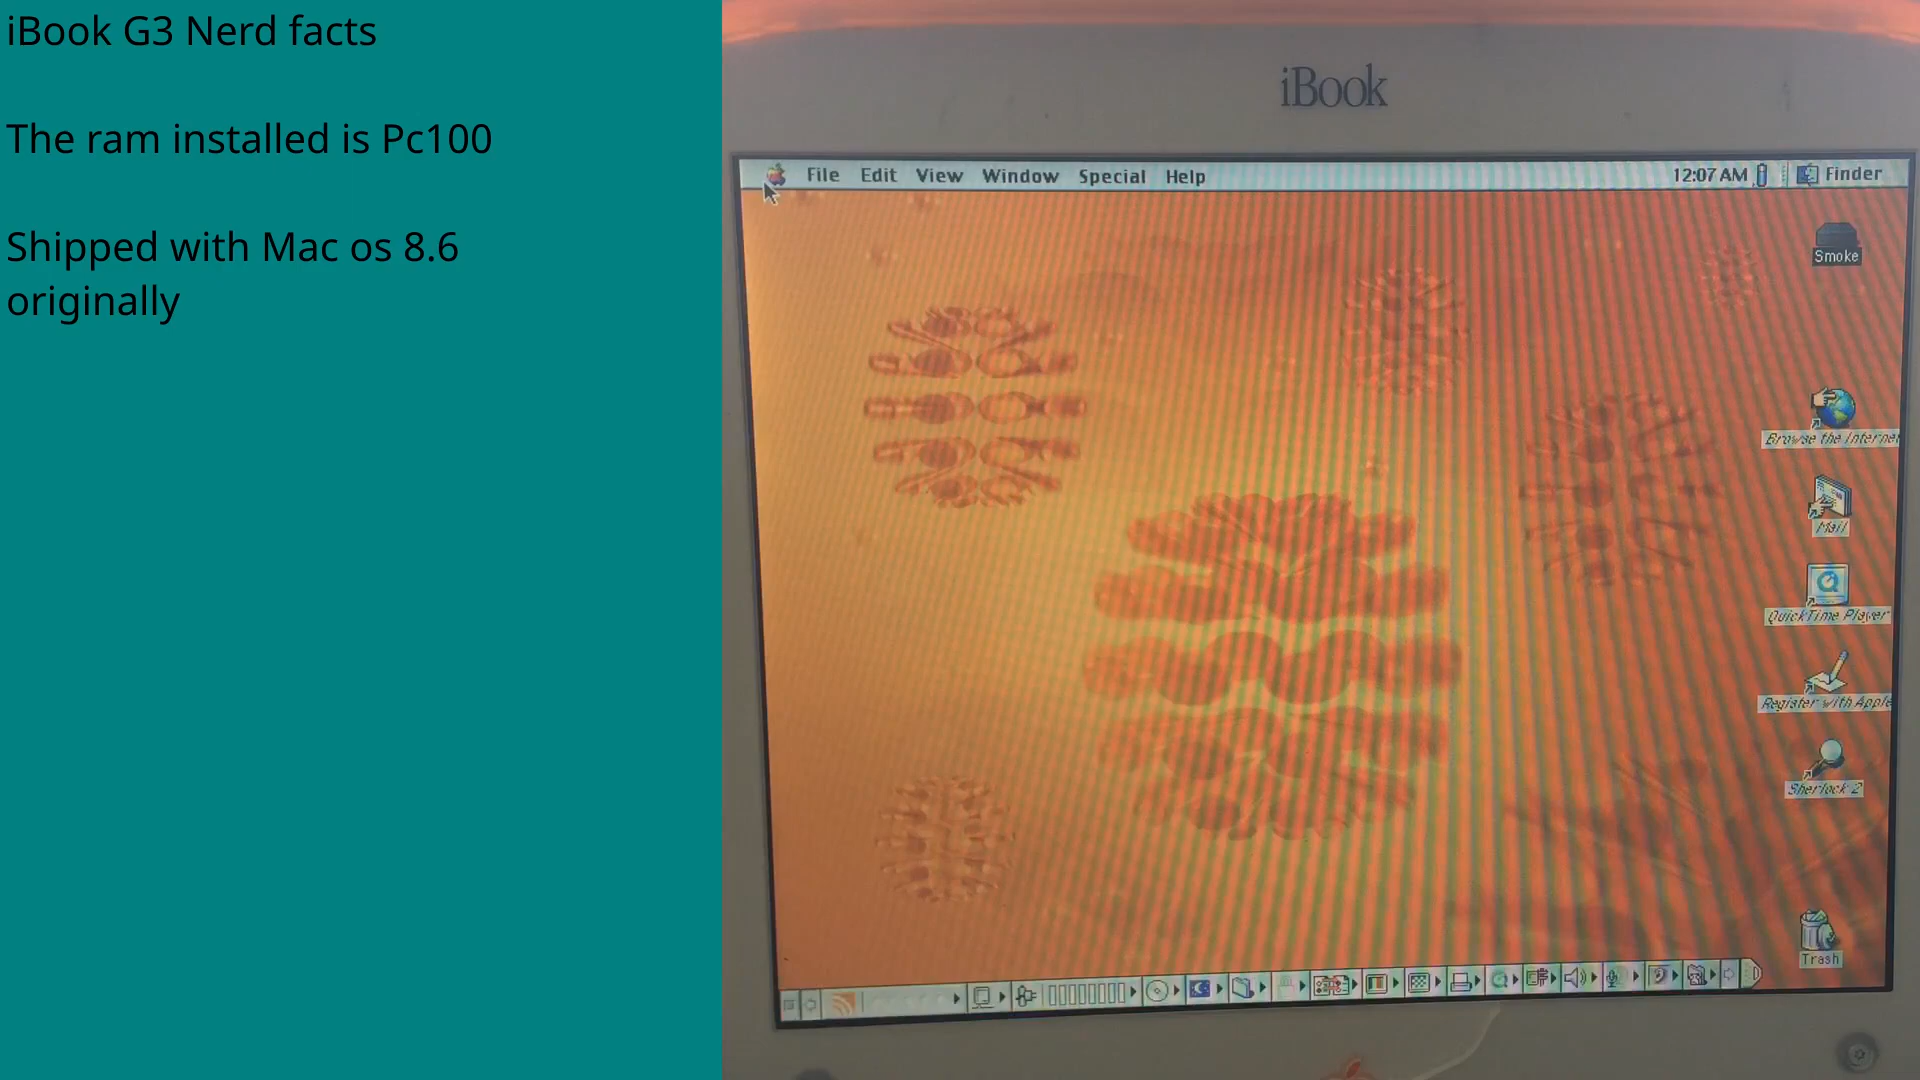 iBook G3 Nerd facts
The ram installed is Pc100
Shipped with Mac os 8.6
originally
iBook
File Edit View Window Special Help 12:07 AM Finder
Smoke
Browse the Internet
Mail
QuickTime Player
Register with Apple
Sherlock 2
Trash